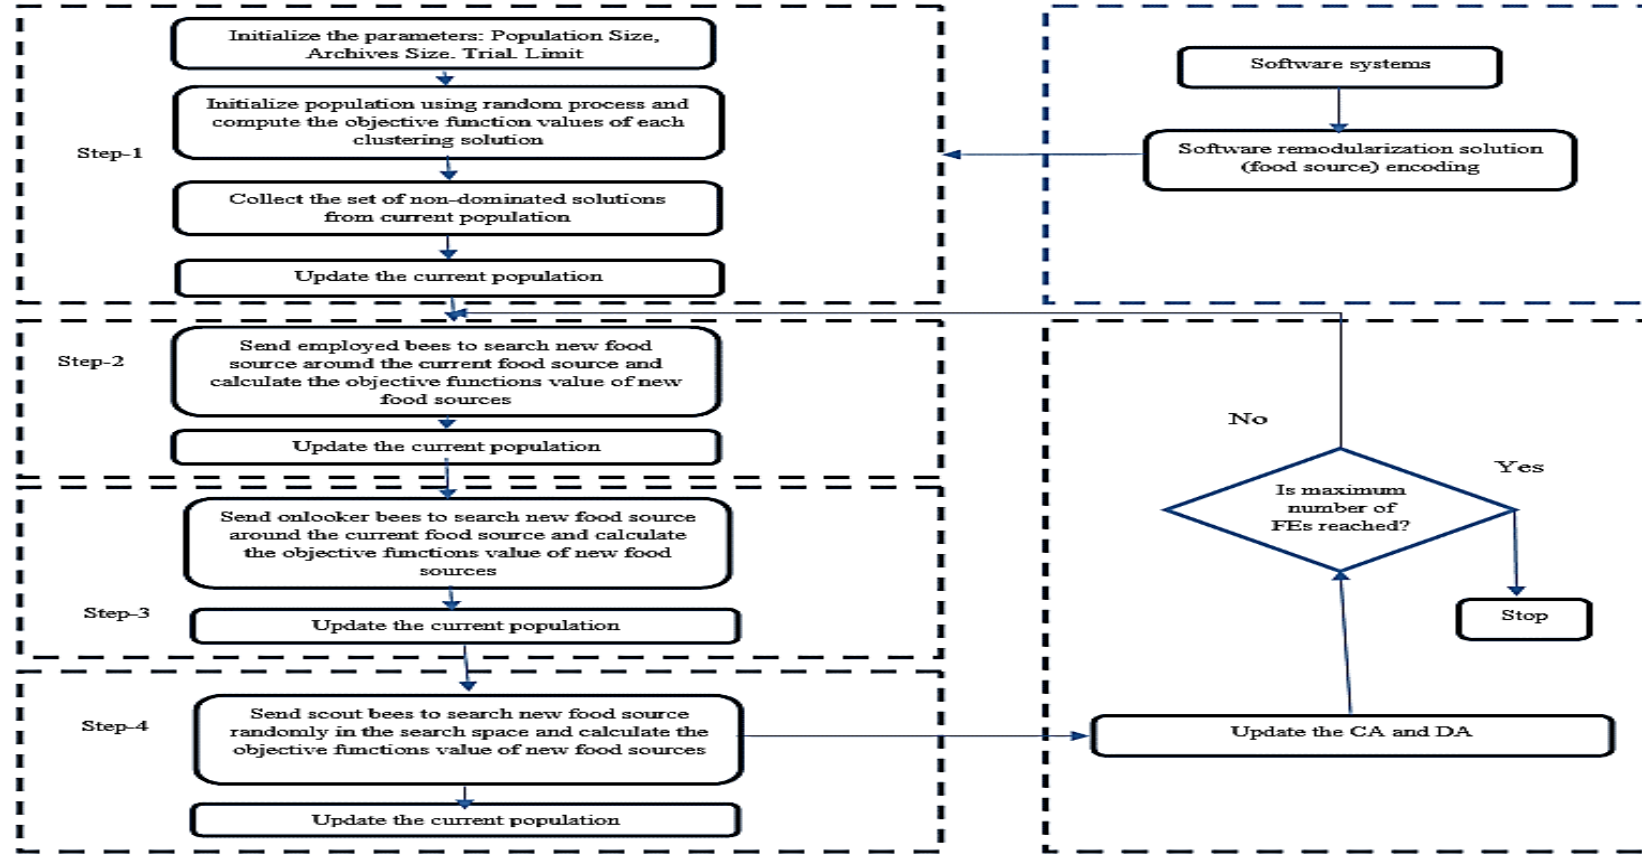 Initialize the parameters: Population Size,
Archives Size. Trial. Limit
Initialize population using random process and
compute the objective function values of each
clustering solution
Step-1
Collect the set of non-dominated solutions
from current population
Update the current population
Software systems
Software remodularization solution
(food source) encoding
Step-2
Send employed bees to search new food
source around the current food source and
calculate the objective functions value of new
food sources
Update the current population
Send onlooker bees to search new food source
around the current food source and calculate
the objective functions value of new food
sources
Step-3
Update the current population
Step-4
Send scout bees to search new food source
randomly in the search space and calculate the
objective functions value of new food sources
Update the current population
No
Yes
Is maximum
number of
FEs reached?
Stop
Update the CA and DA